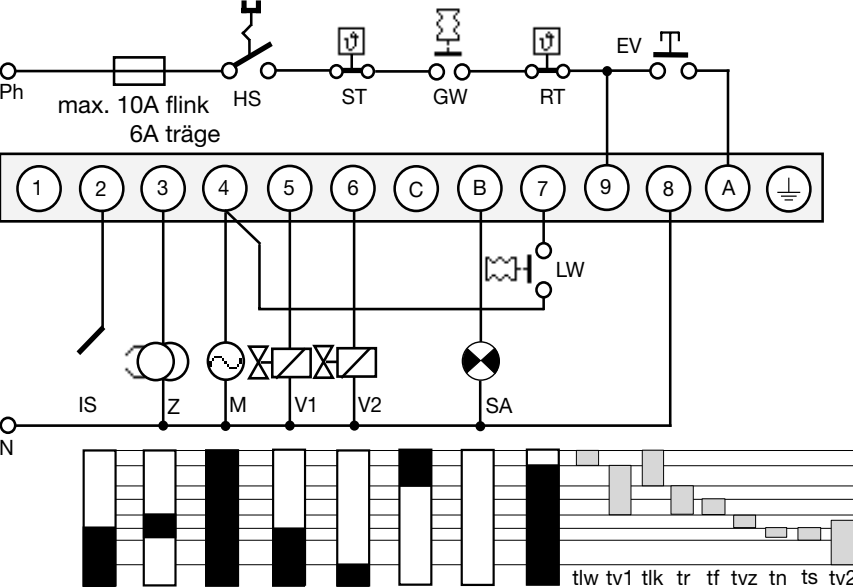 EV
Ph
HS ST GW RT
max. 10A flink
6A träge
1 2 3 4 5 6 C B 7 9 8 A
LW
IS Z M V1 V2 SA
N
tlw tv1 tlk tr tf tvz tn ts tv2
ϑ ϑ